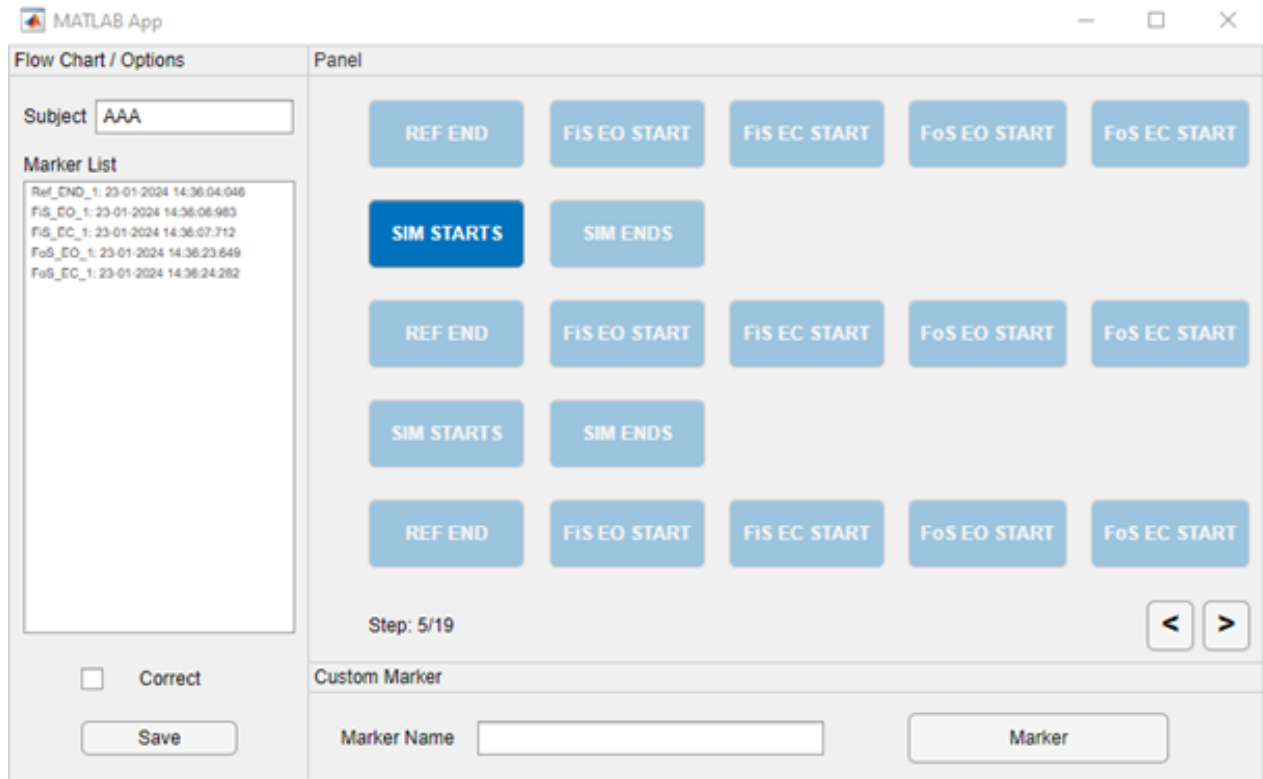 MATLAB App
Flow Chart / Options
Subject AAA
Marker List
Ref_END_1: 23-01-2024 14:36:04:046
FiS_EO_1: 23-01-2024 14:36:06:983
FiS_EC_1: 23-01-2024 14:36:07:712
FoS_EO_1: 23-01-2024 14:36:23:649
FoS_EC_1: 23-01-2024 14:36:24:282
Correct
Save
Panel
REF END FiS EO START FiS EC START FoS EO START FoS EC START
SIM STARTS SIM ENDS
REF END FiS EO START FiS EC START FoS EO START FoS EC START
SIM STARTS SIM ENDS
REF END FiS EO START FiS EC START FoS EO START FoS EC START
Step: 5/19 < >
Custom Marker
Marker Name Marker